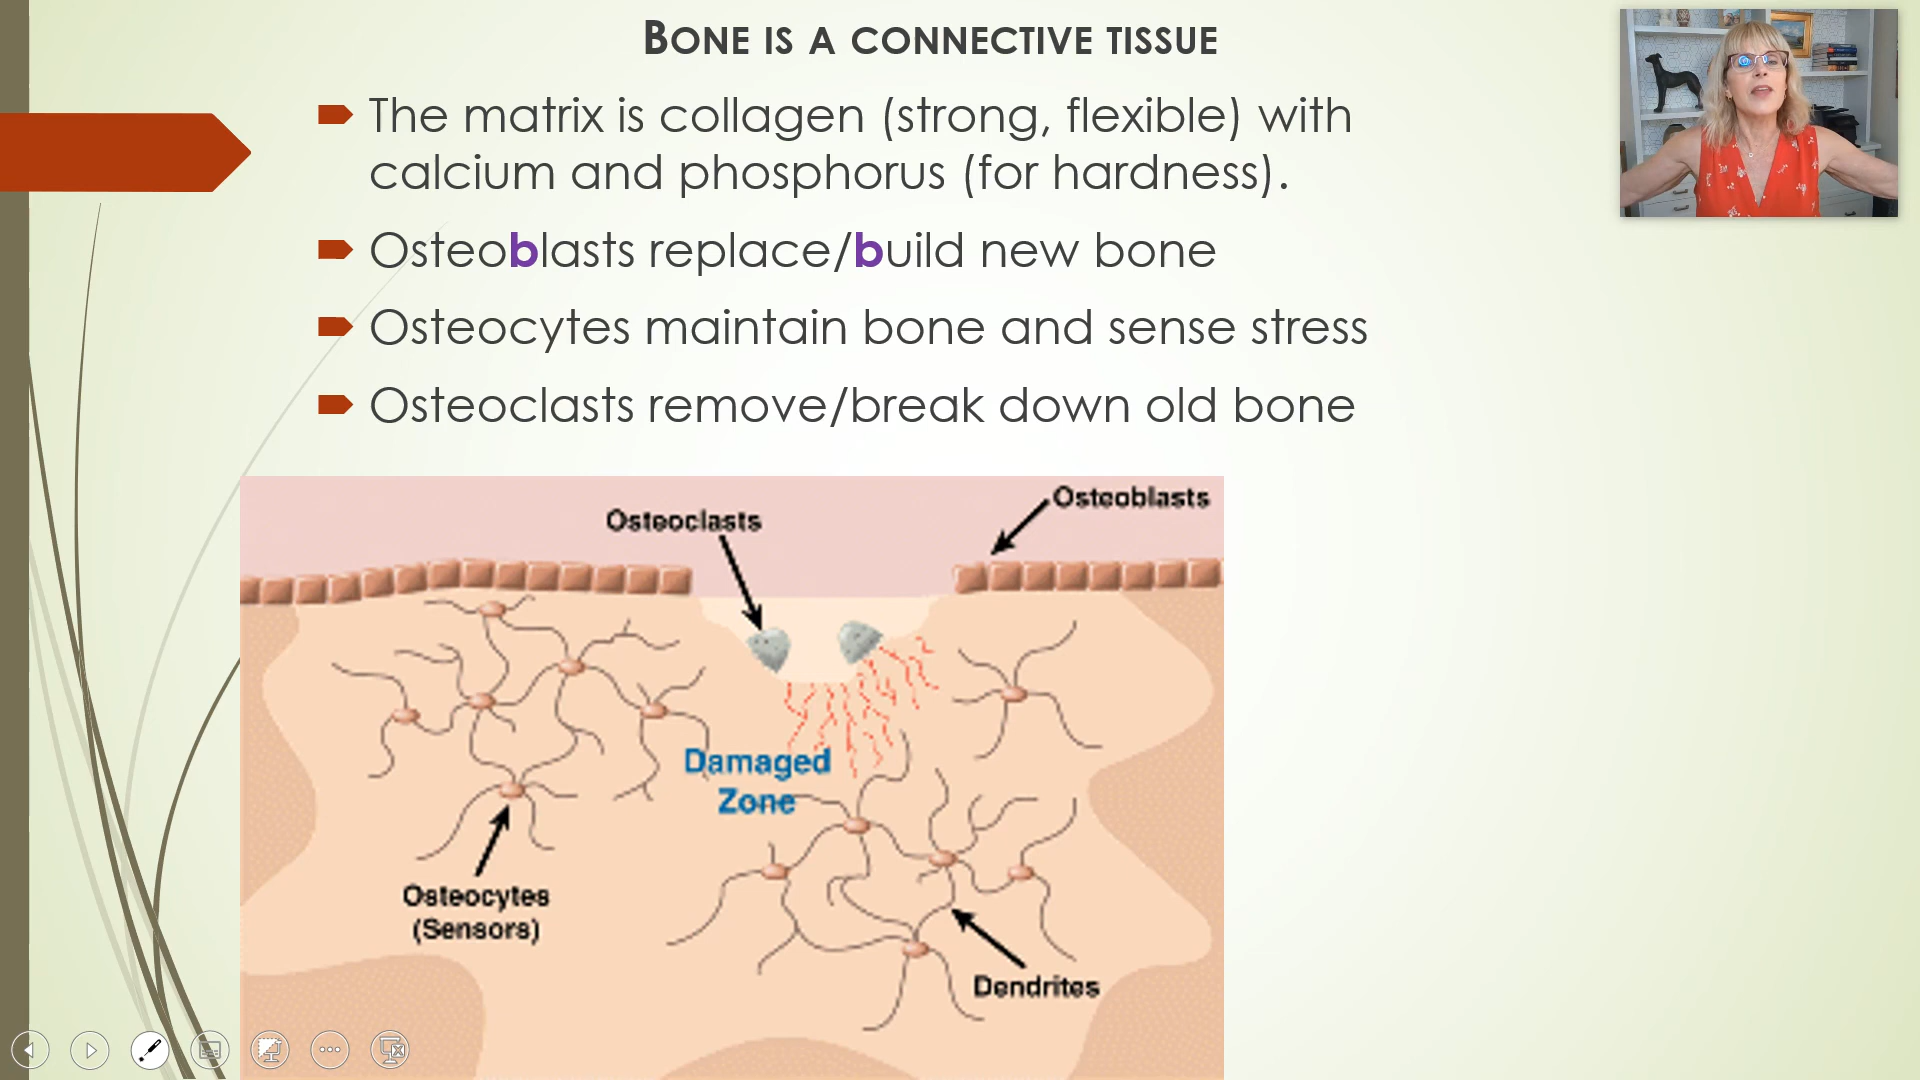 BONE IS A CONNECTIVE TISSUE
The matrix is collagen (strong, flexible) with
calcium and phosphorus (for hardness).
Osteoblasts replace/build new bone
Osteocytes maintain bone and sense stress
Osteoclasts remove/break down old bone
Osteoblasts
Osteoclasts
Damaged
Zone
Osteocytes
(Sensors)
Dendrites